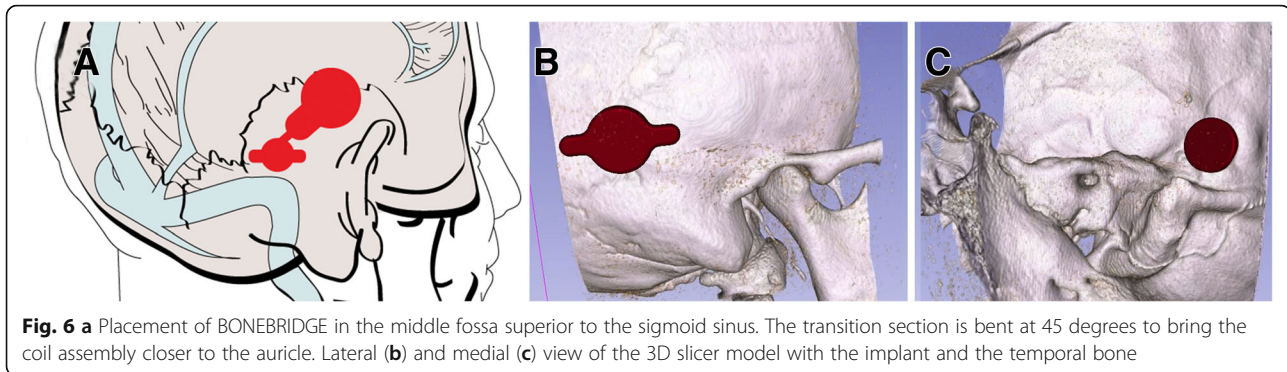 A
B
C
Fig. 6 a Placement of BONEBRIDGE in the middle fossa superior to the sigmoid sinus. The transition section is bent at 45 degrees to bring the
coil assembly closer to the auricle. Lateral (b) and medial (c) view of the 3D slicer model with the implant and the temporal bone